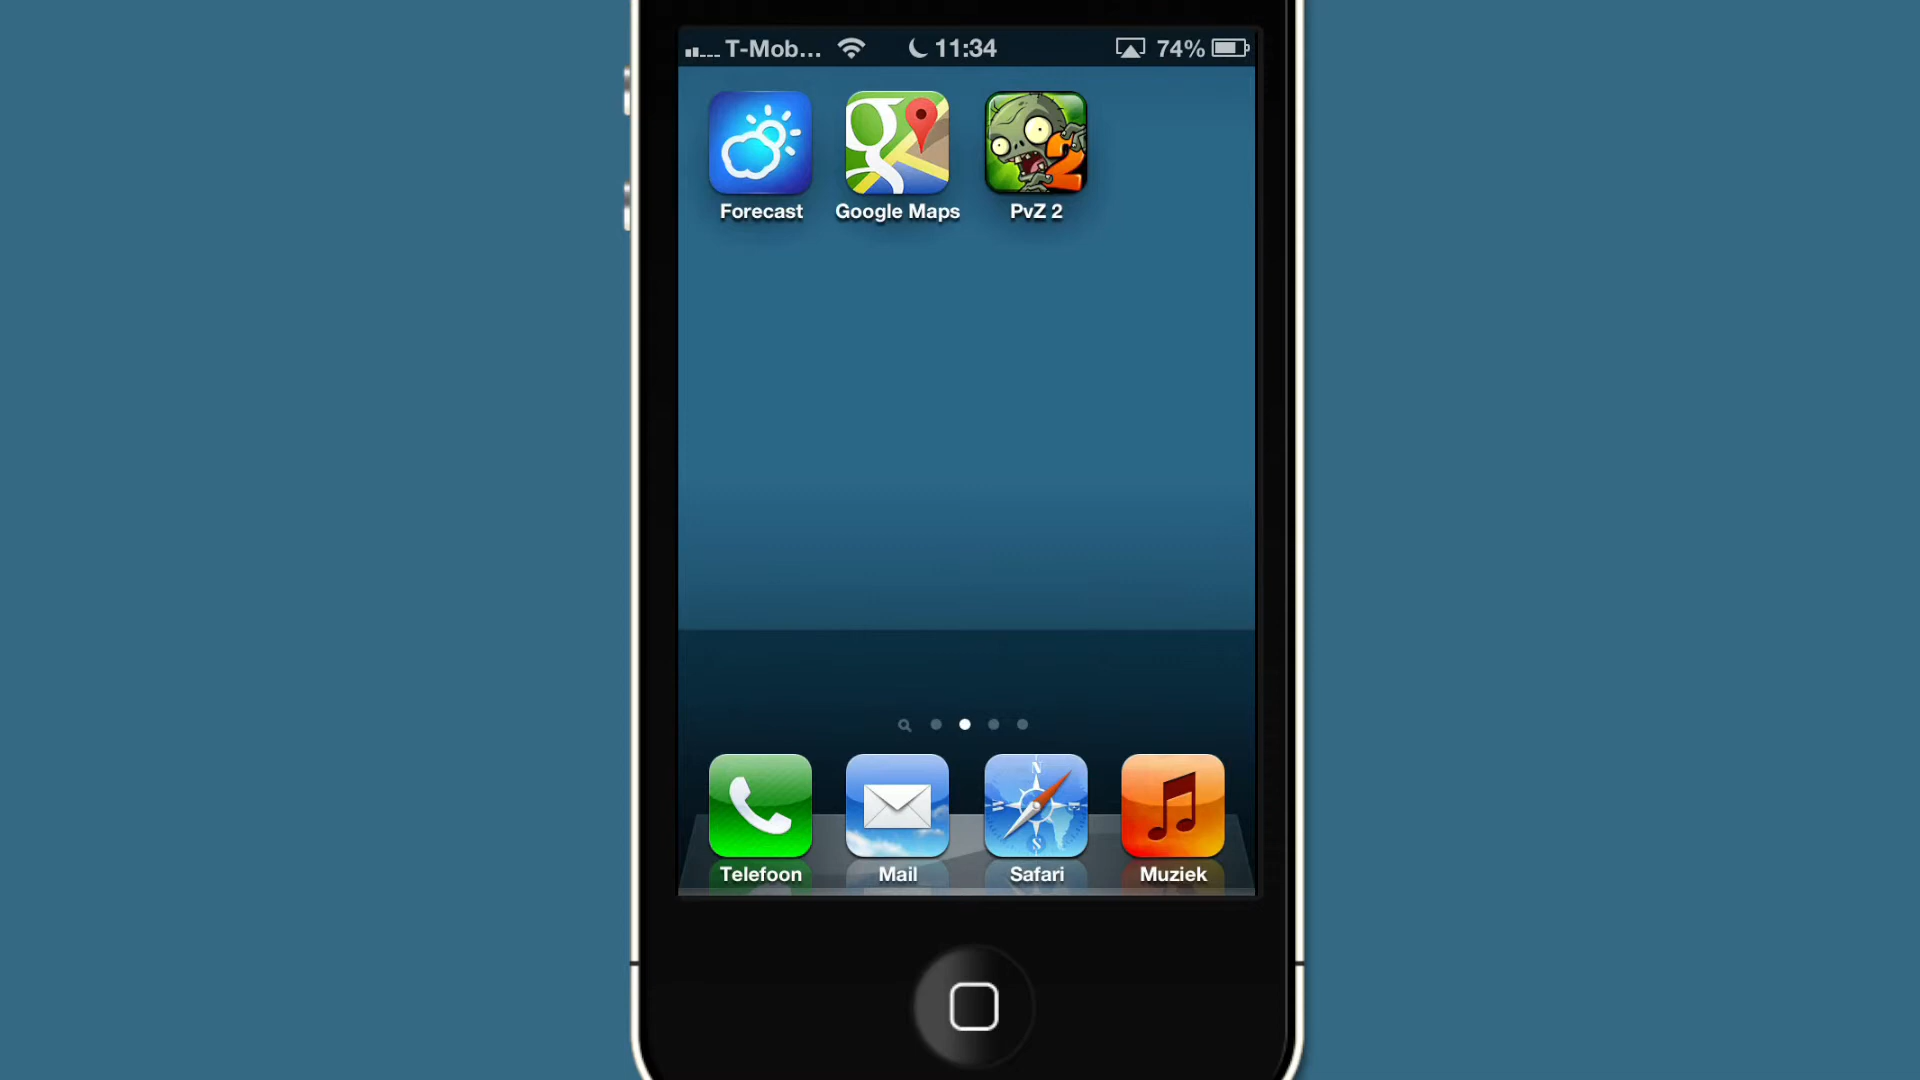 T-Mob... 11:34 74%
Forecast Google Maps PvZ 2
Telefoon Mail Safari Muziek